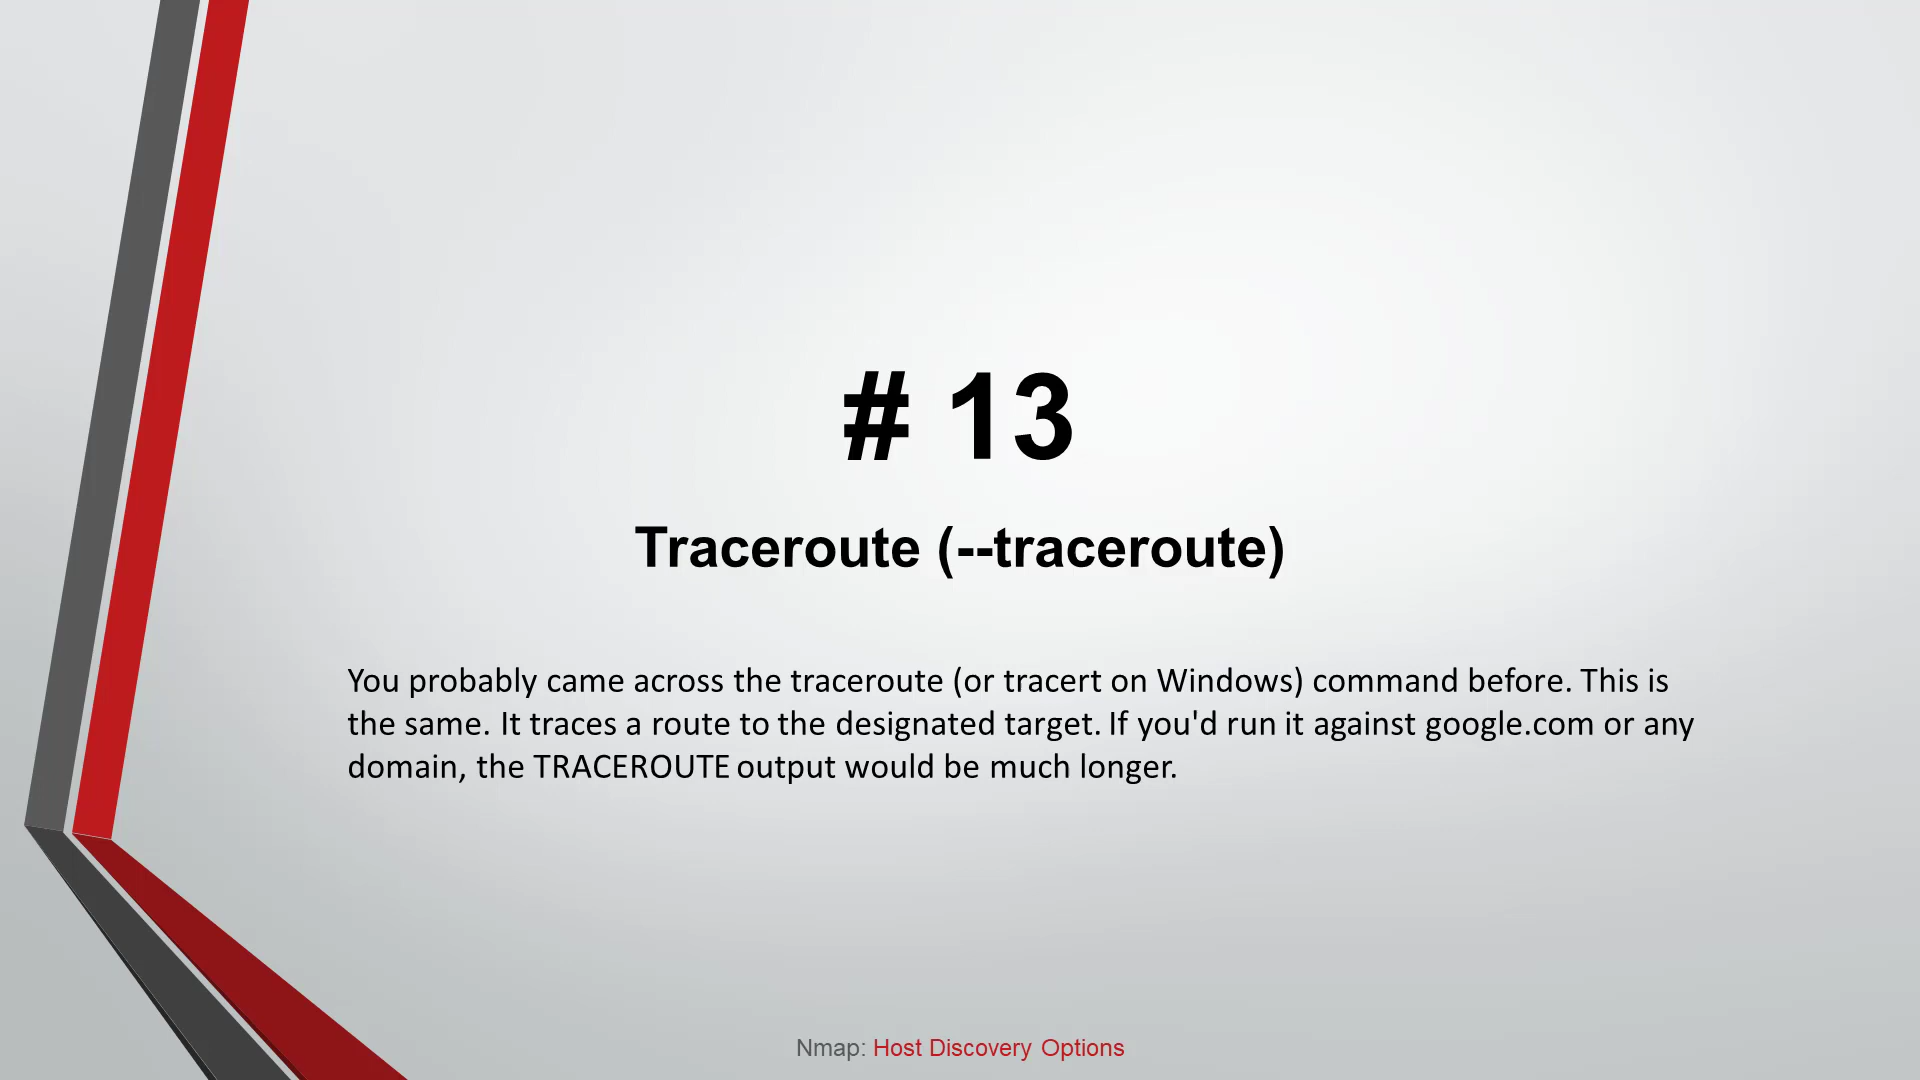 # 13
Traceroute (--traceroute)
You probably came across the traceroute (or tracert on Windows) command before. This is
the same. It traces a route to the designated target. If you'd run it against google.com or any
domain, the TRACEROUTE output would be much longer.
Nmap: Host Discovery Options